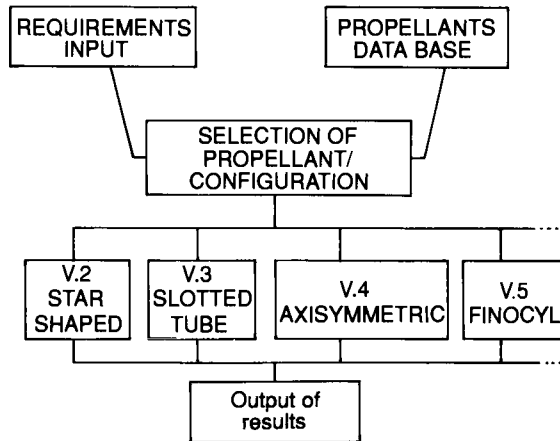 REQUIREMENTS
INPUT
PROPELLANTS
DATA BASE
SELECTION OF
PROPELLANT/
CONFIGURATION
V.2
STAR
SHAPED
V.3
SLOTTED
TUBE
V.4
AXISYMMETRIC
V.5
FINOCYL
Output of
results